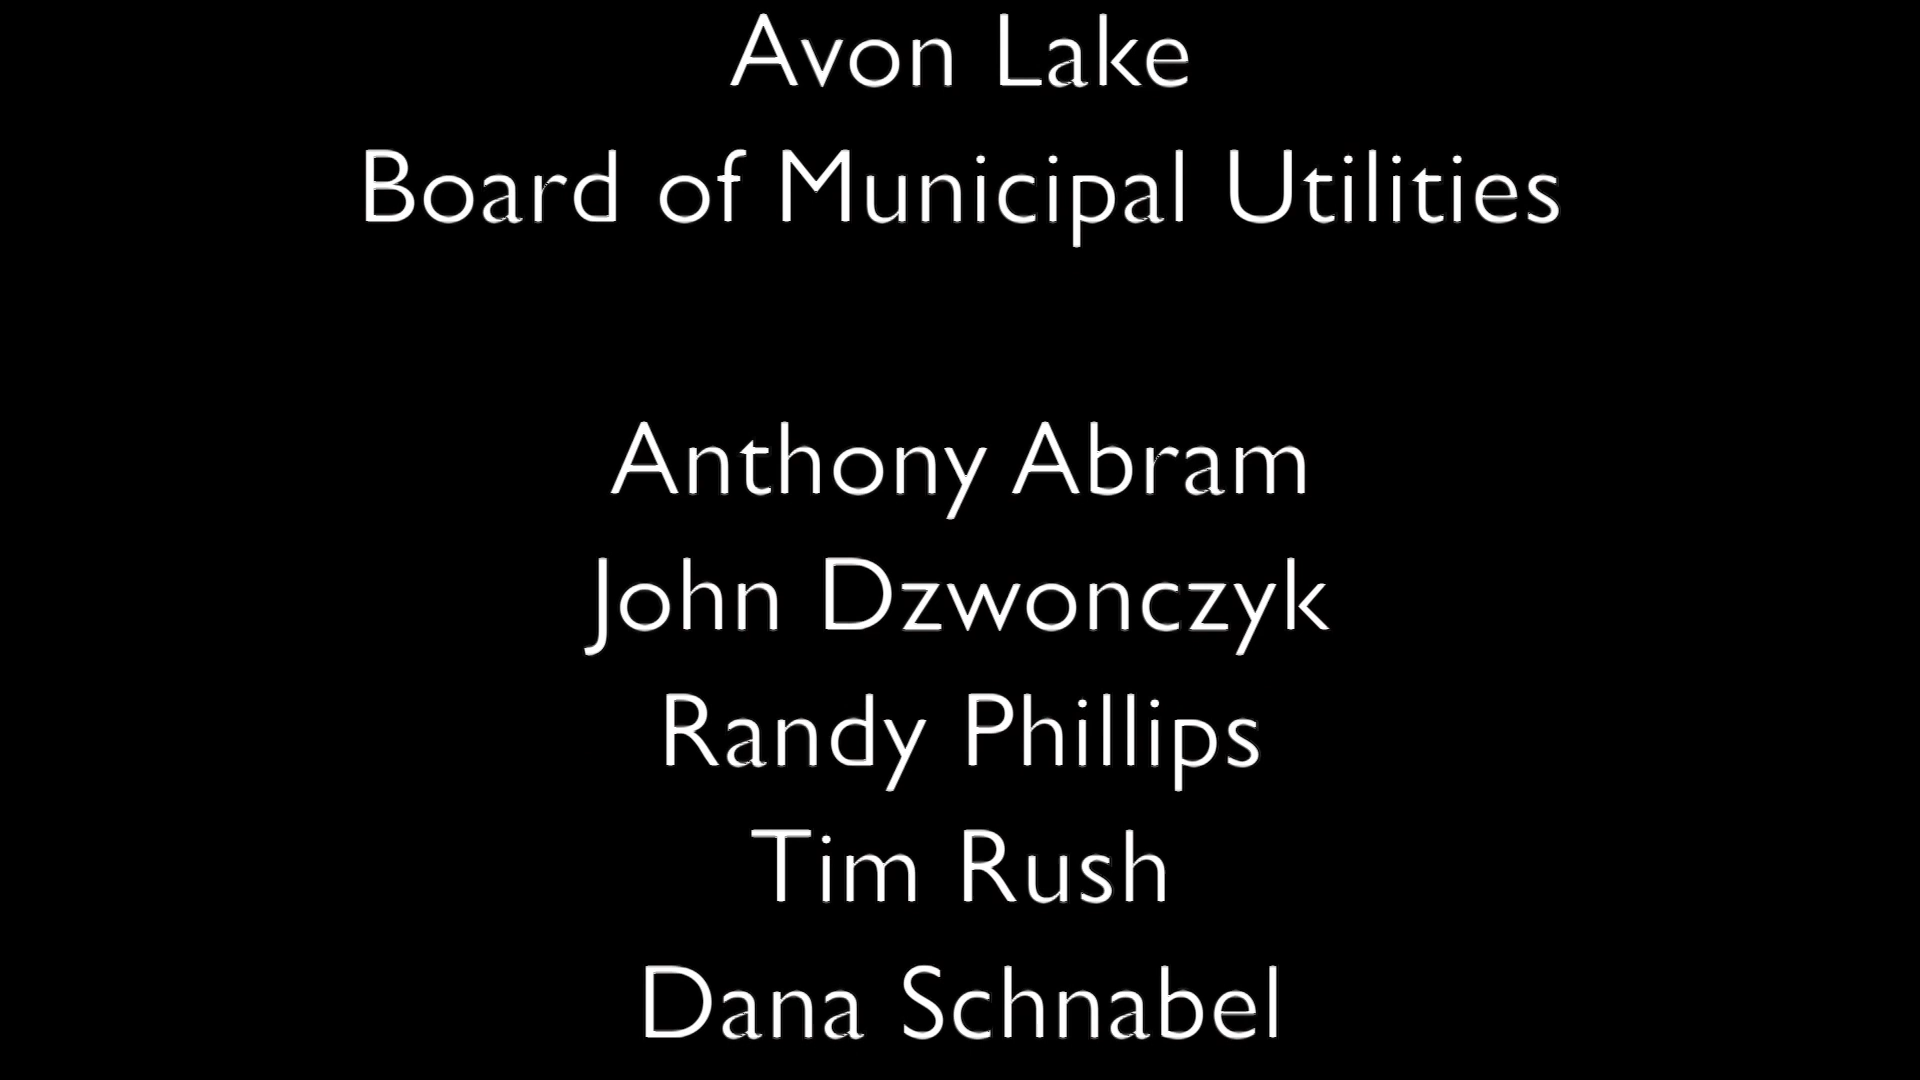 Avon Lake
Board of Municipal Utilities
Anthony Abram
John Dzwonczyk
Randy Phillips
Tim Rush
Dana Schnabel